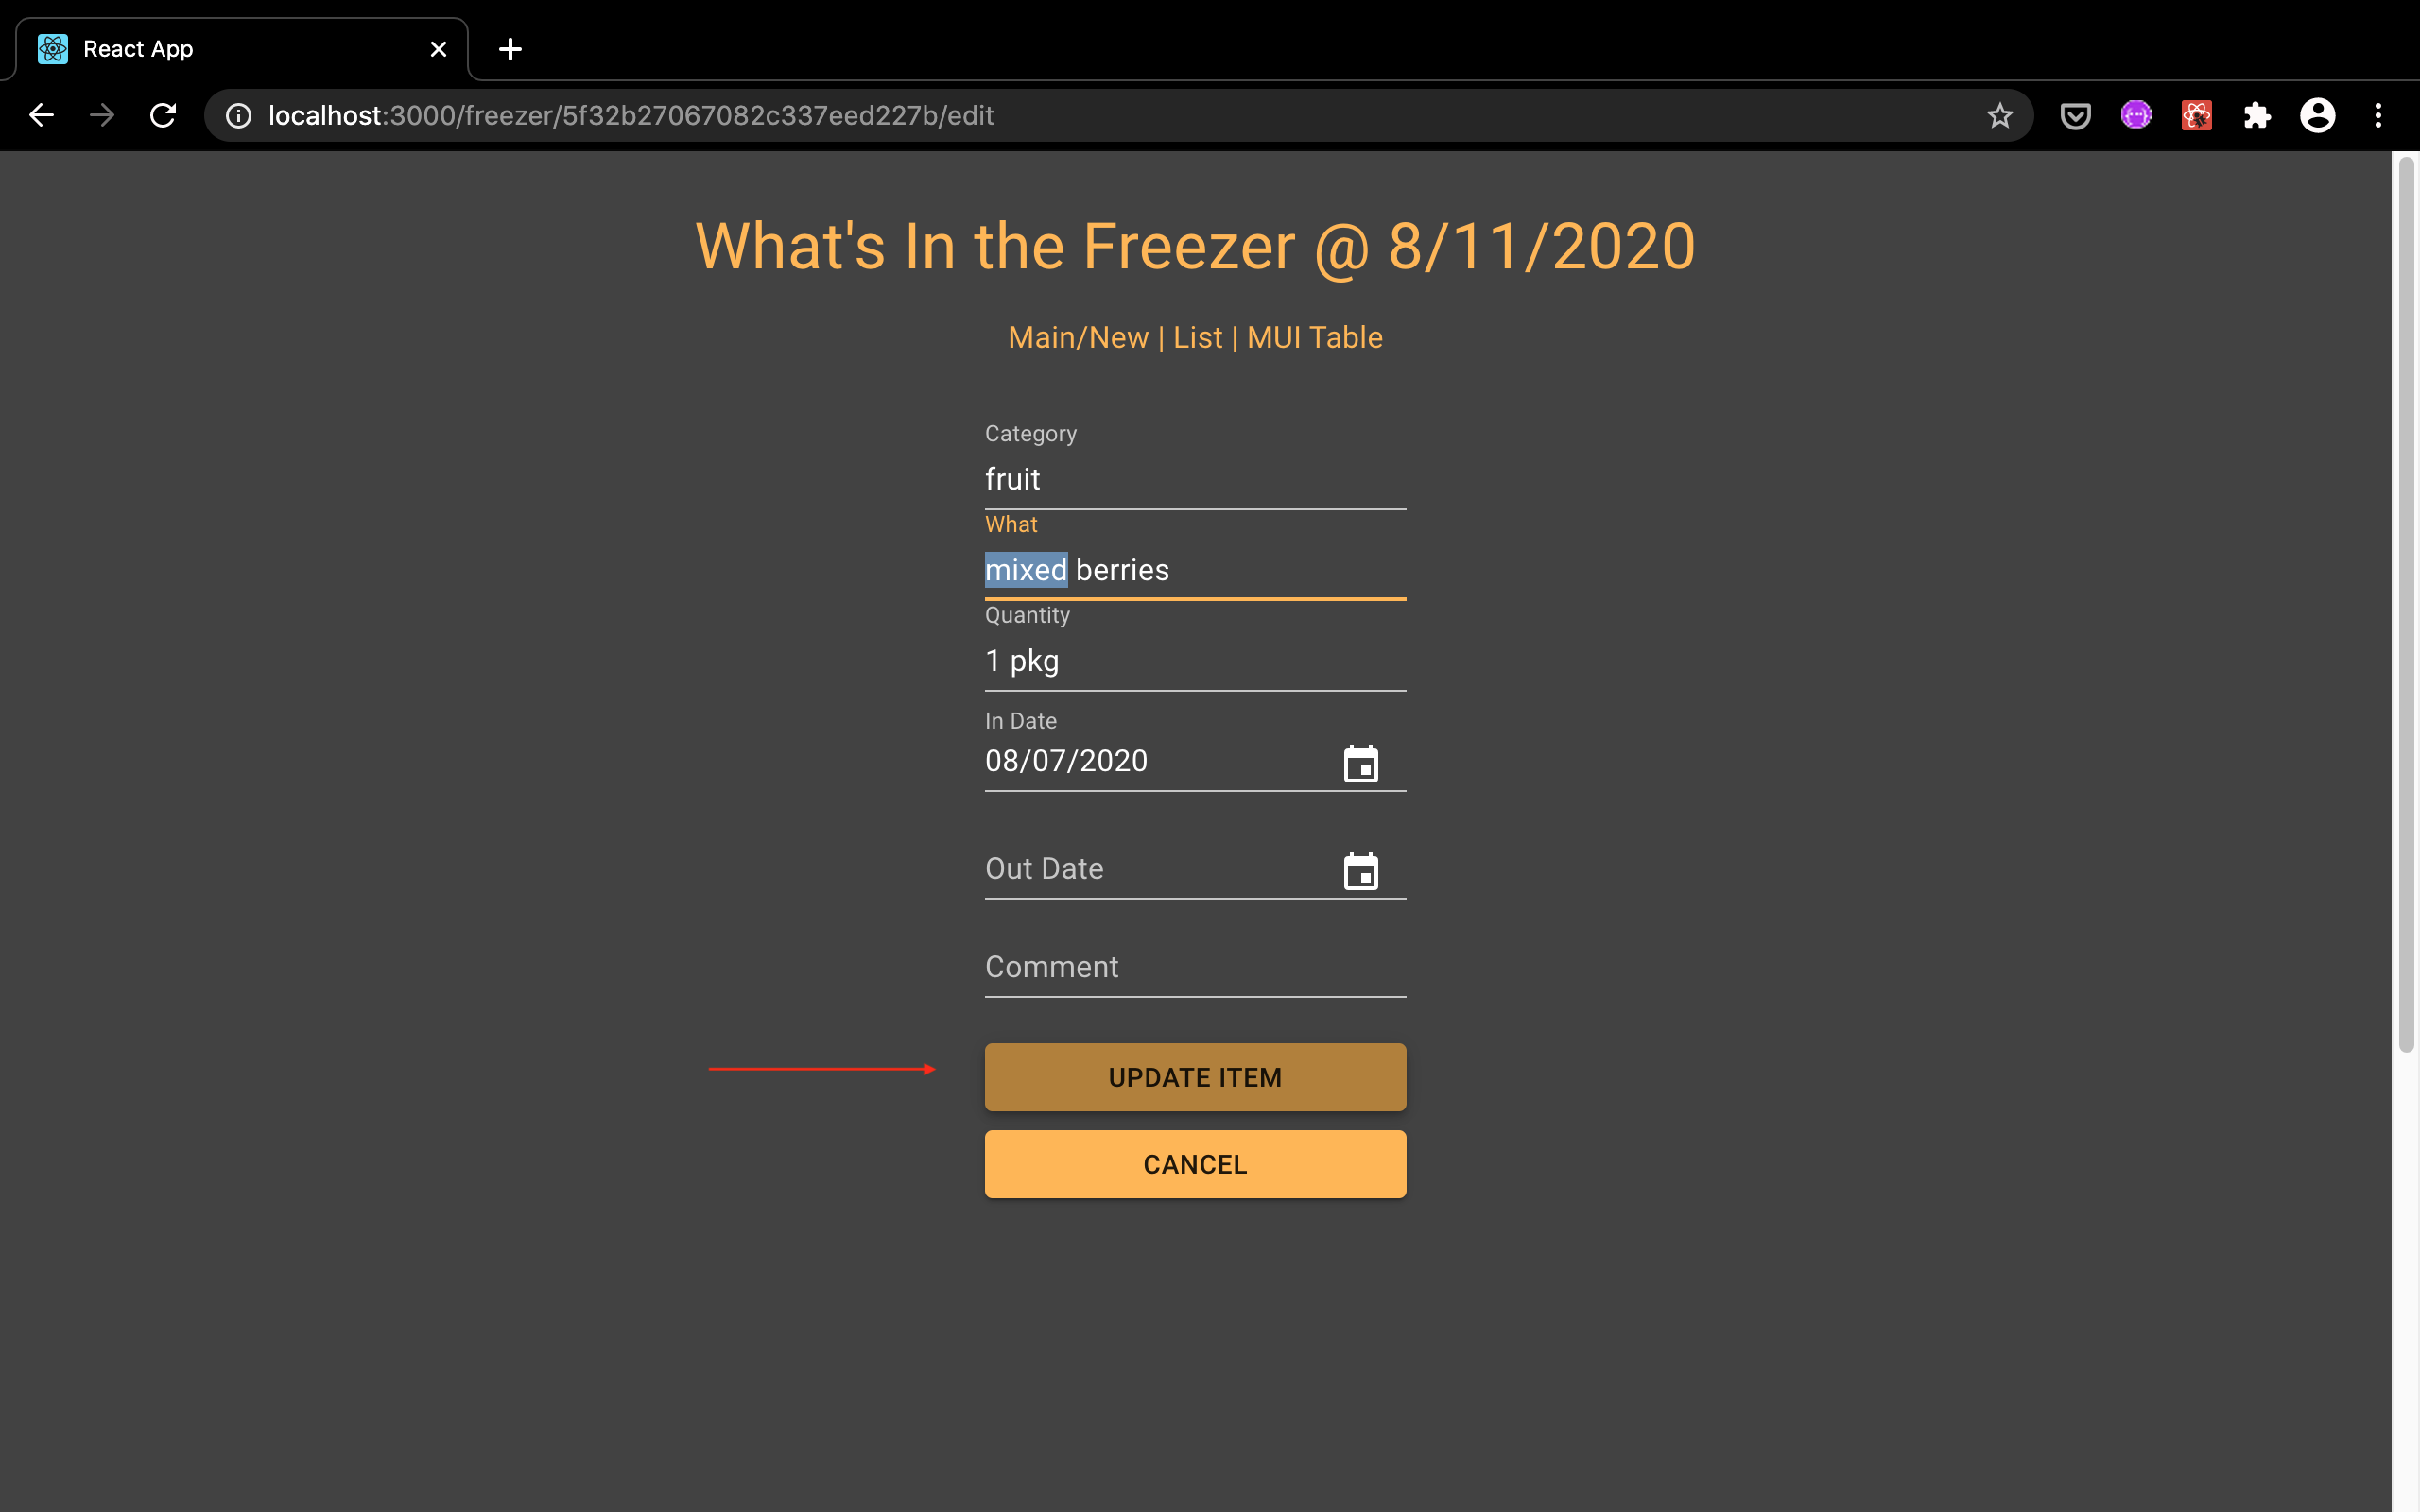 React App
localhost:3000/freezer/5f32b27067082c337eed227b/edit
What's In the Freezer @ 8/11/2020
Main/New | List | MUI Table
Category
fruit
What
mixed berries
Quantity
1 pkg
In Date
08/07/2020
Out Date
Comment
UPDATE ITEM
CANCEL